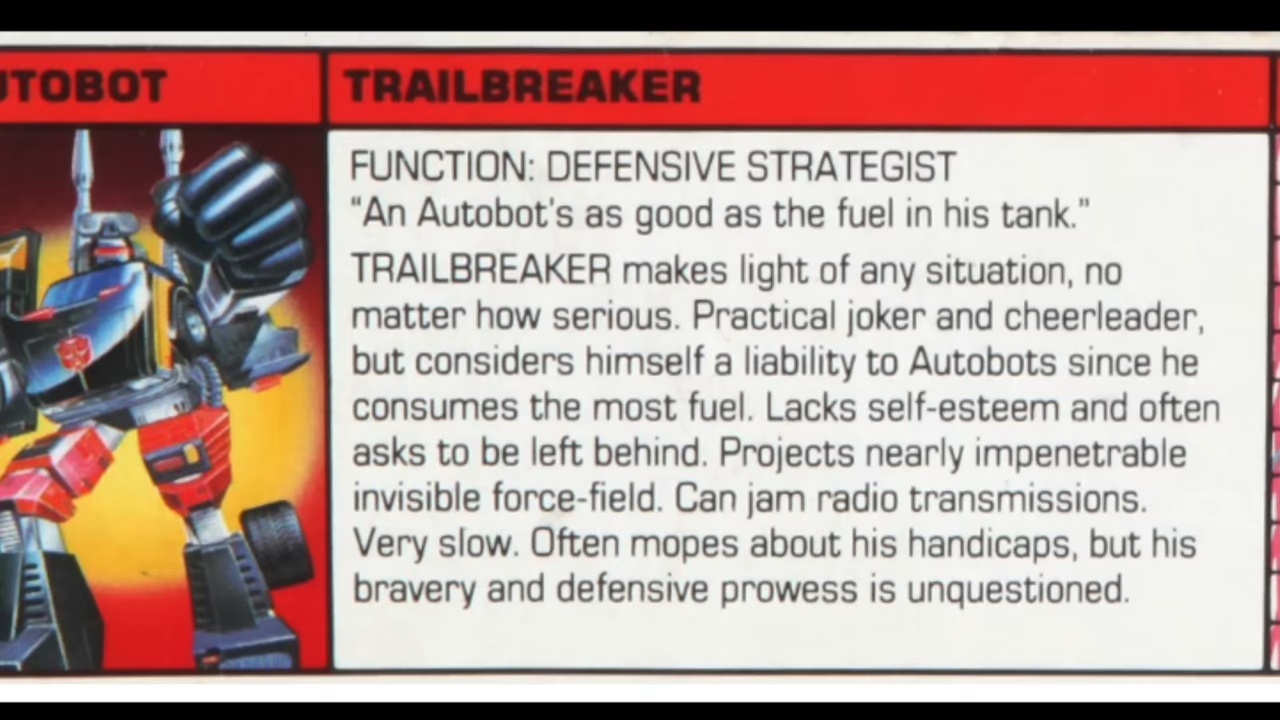 UTOBOT
TRAILBREAKER
FUNCTION: DEFENSIVE STRATEGIST
“An Autobot's as good as the fuel in his tank.”
TRAILBREAKER makes light of any situation, no
matter how serious. Practical joker and cheerleader,
but considers himself a liability to Autobots since he
consumes the most fuel. Lacks self-esteem and often
asks to be left behind. Projects nearly impenetrable
invisible force-field. Can jam radio transmissions.
Very slow. Often mopes about his handicaps, but his
bravery and defensive prowess is unquestioned.